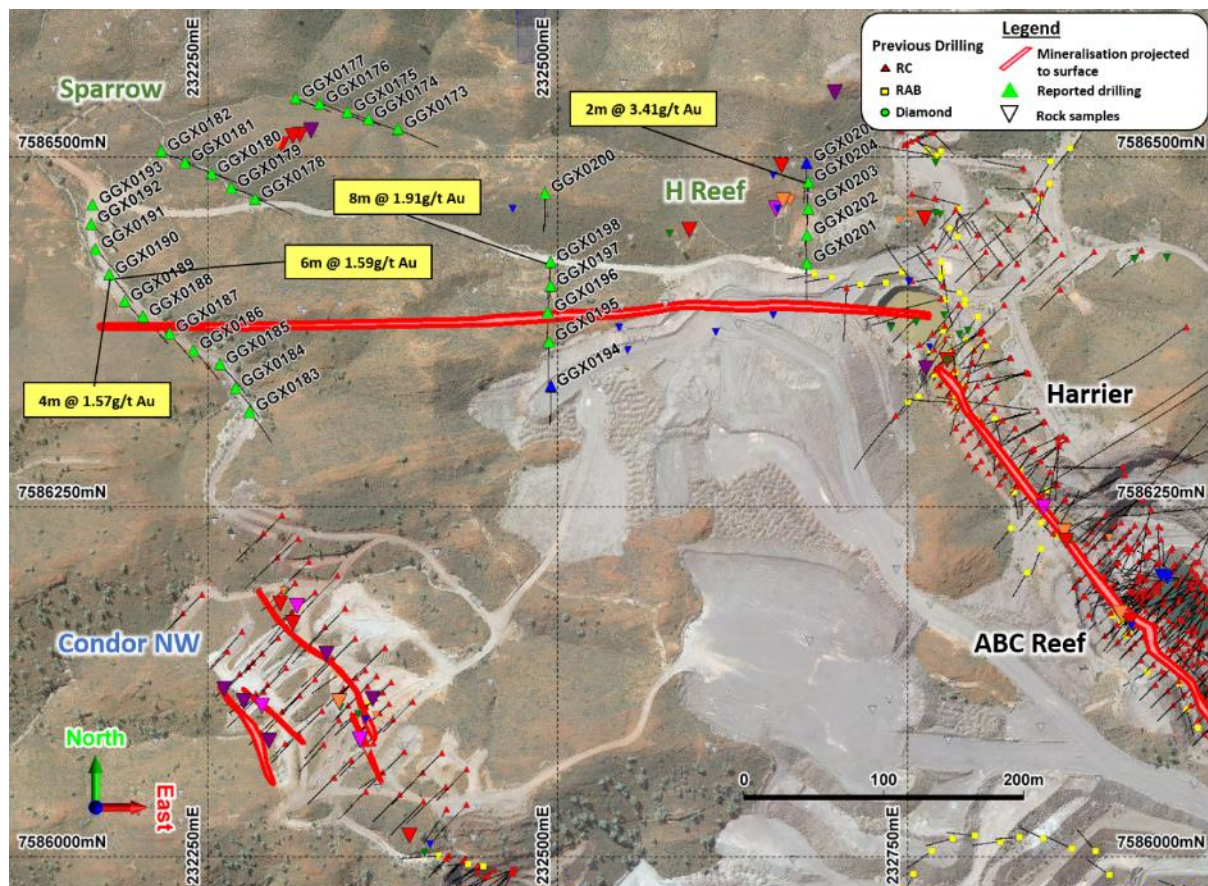 Legend
Previous Drilling
RC
RAB
Diamond
Mineralisation projected
to surface
Reported drilling
Rock samples
232250mE
232500mE
Sparrow
GGX0177
GGX0176
GGX0175
GGX0174
GGX0173
2m @ 3.41g/t Au
7586500mN
7586500mN
GGX0182
GGX0181
GGX0180
GGX0179
GGX0178
GGX0193
GGX0192
GGX0191
GGX0190
GGX0189
GGX0188
GGX0187
GGX0186
GGX0185
GGX0184
GGX0183
8m @ 1.91g/t Au
GGX0200
H Reef
GGX0204
GGX0203
GGX0202
GGX0201
6m @ 1.59g/t Au
GGX0198
GGX0197
GGX0196
GGX0195
GGX0194
4m @ 1.57g/t Au
Harrier
7586250mN
7586250mN
Condor NW
ABC Reef
North
East
0
100
200m
232250mE
232500mE
232750mE
7586000mN
7586000mN